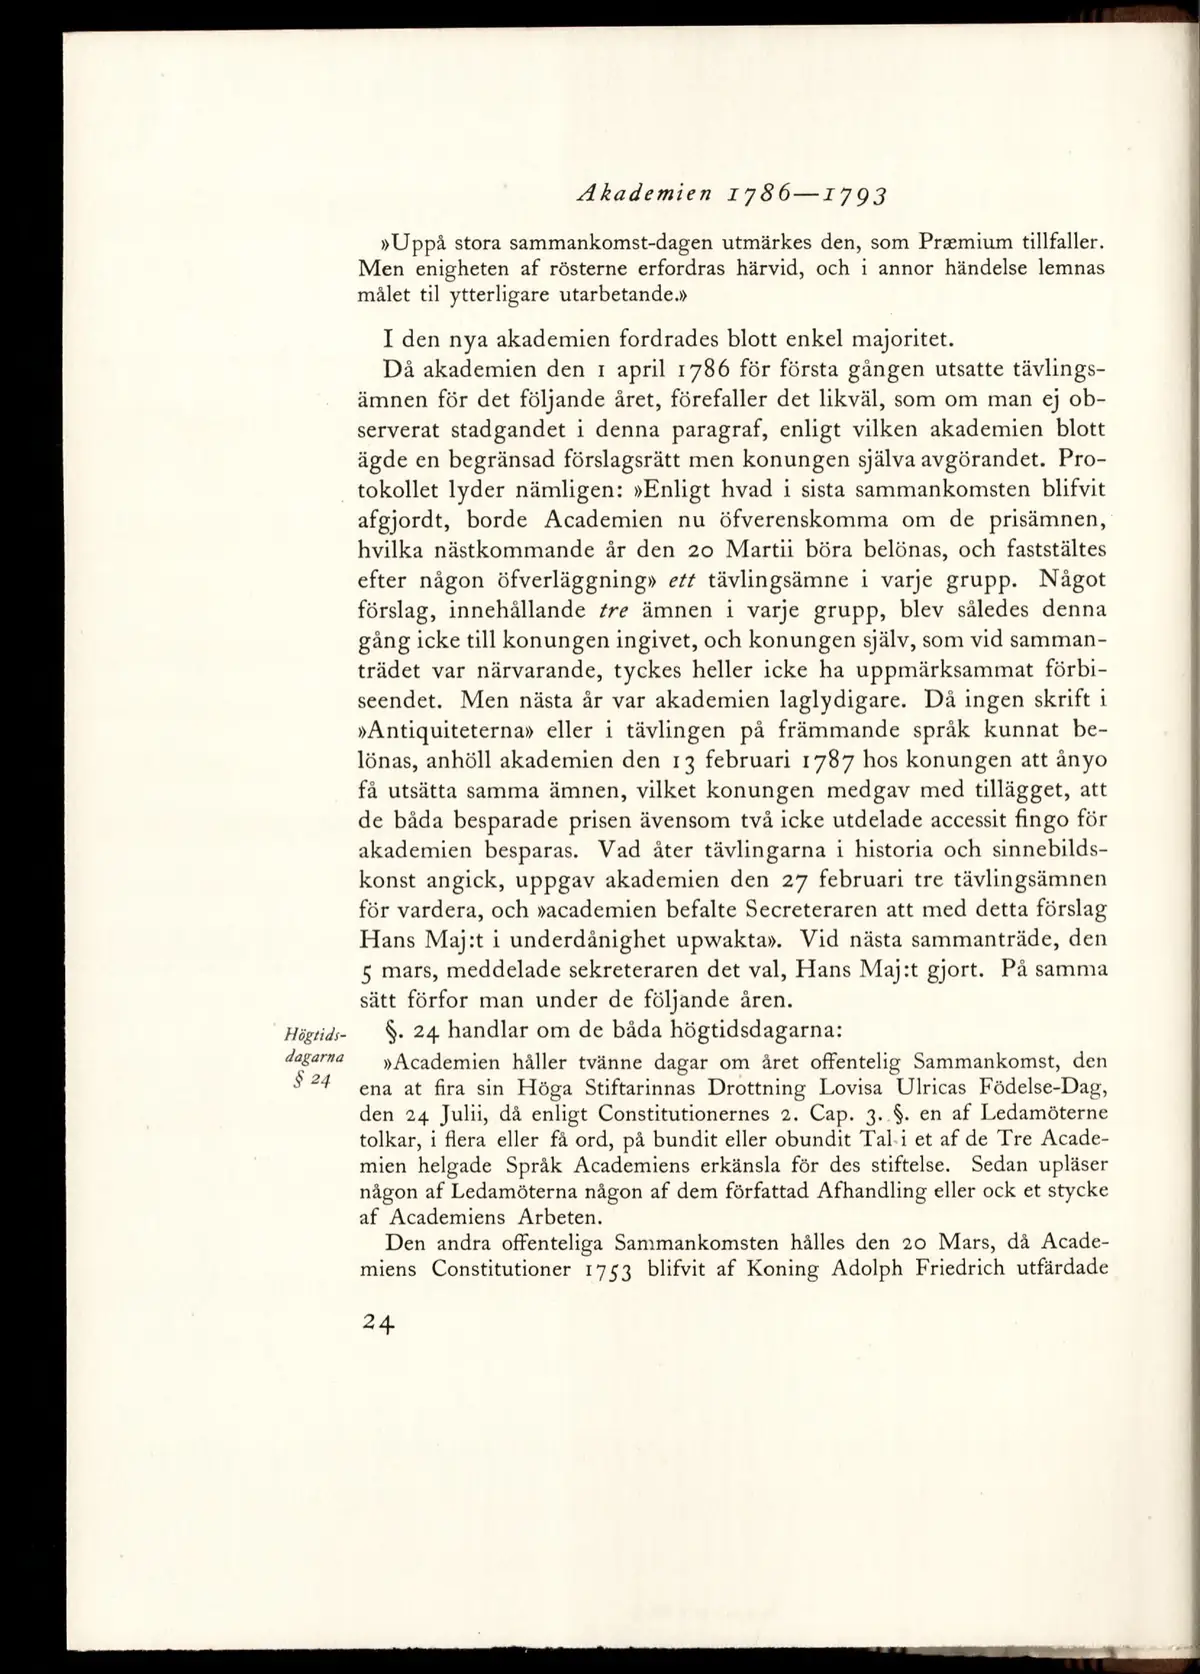 Akademien 1786—1793
»Uppå stora sammankomst-dagen utmärkes den, som Præmium tillfaller.
Men enigheten af rösterne erfordras härvid, och i annor händelse lemnas
målet til ytterligare utarbetande.»
I den nya akademien fordrades blott enkel majoritet.
Då akademien den 1 april 1786 för första gången utsatte tävlings-
ämnen för det följande året, förefaller det likväl, som om man ej ob-
serverat stadgandet i denna paragraf, enligt vilken akademien blott
ägde en begränsad förslagsrätt men konungen själva avgörandet. Pro-
tokollet lyder nämligen: »Enligt hvad i sista sammankomsten blifvit
afgjordt, borde Academien nu öfverenskomma om de prisämnen,
hvilka nästkommande år den 20 Martii böra belönas, och faststältes
efter någon öfverläggning» ett tävlingsämne i varje grupp. Något
förslag, innehållande tre ämnen i varje grupp, blev således denna
gång icke till konungen ingivet, och konungen själv, som vid samman-
trädet var närvarande, tyckes heller icke ha uppmärksammat förbi-
seendet. Men nästa år var akademien laglydigare. Då ingen skrift i
»Antiquiteterna» eller i tävlingen på främmande språk kunnat be-
lönas, anhöll akademien den 13 februari 1787 hos konungen att ånyo
få utsätta samma ämnen, vilket konungen medgav med tillägget, att
de båda besparade prisen ävensom två icke utdelade accessit fingo för
akademien besparas. Vad åter tävlingarna i historia och sinnebilds-
konst angick, uppgav akademien den 27 februari tre tävlingsämnen
för vardera, och »academien befalte Secreteraren att med detta förslag
Hans Maj:t i underdånighet upwakta». Vid nästa sammanträde, den
5 mars, meddelade sekreteraren det val, Hans Maj:t gjort. På samma
sätt förfor man under de följande åren.
Högtids-
dagarna
§ 24
§. 24 handlar om de båda högtidsdagarna:
»Academien håller tvänne dagar om året offentelig Sammankomst, den
ena at fira sin Höga Stiftarinnas Drottning Lovisa Ulricas Födelse-Dag,
den 24 Julii, då enligt Constitutionernes 2. Cap. 3. §. en af Ledamöterne
tolkar, i flera eller få ord, på bundit eller obundit Tal i et af de Tre Acade-
mien helgade Språk Academiens erkänsla för des stiftelse. Sedan upläser
någon af Ledamöterna någon af dem författad Afhandling eller ock et stycke
af Academiens Arbeten.
Den andra offenteliga Sammankomsten hålles den 20 Mars, då Acade-
miens Constitutioner 1753 blifvit af Koning Adolph Friedrich utfärdade
24